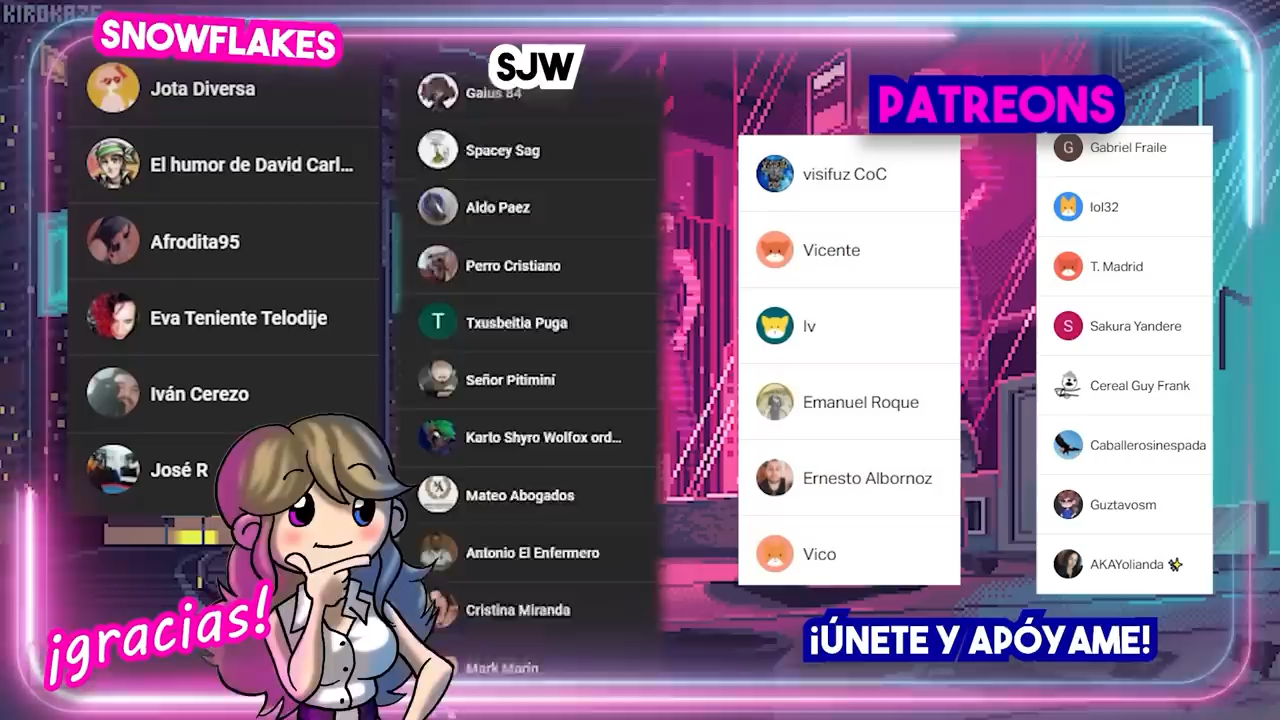 KIROKAZE
SNOWFLAKES
Jota Diversa
El humor de David Carl...
Afrodita95
Eva Teniente Telodije
Iván Cerezo
José R
¡gracias!
SJW
Gaius 84
Spacey Sag
Aldo Paez
Perro Cristiano
T
Txusbeitia Puga
Señor Pitimini
Karlo Shyro Wolfox ord...
Mateo Abogados
Antonio El Enfermero
Cristina Miranda
Mark Marin
PATREONS
visifuz CoC
Vicente
Iv
Emanuel Roque
Ernesto Albornoz
Vico
G
Gabriel Fraile
lol32
T. Madrid
S
Sakura Yandere
Cereal Guy Frank
Caballerosinespada
Guztavosm
AKAYolianda ✨
¡ÚNETE Y APÓYAME!